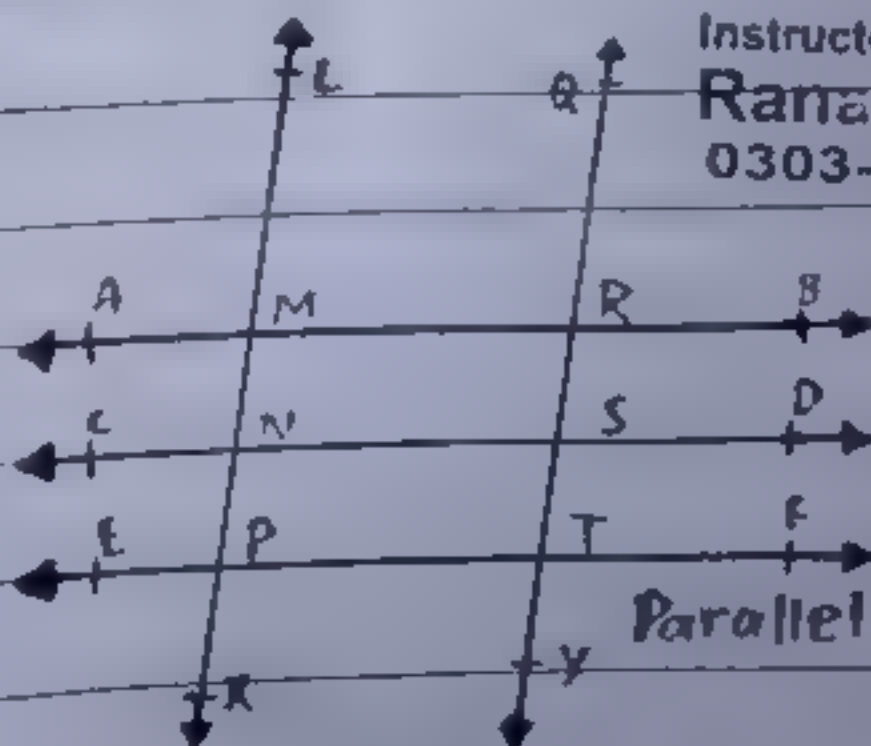 Instruct
L Q Rana
0303-
A M R B
C N S D
E P T F
Parallel
X Y